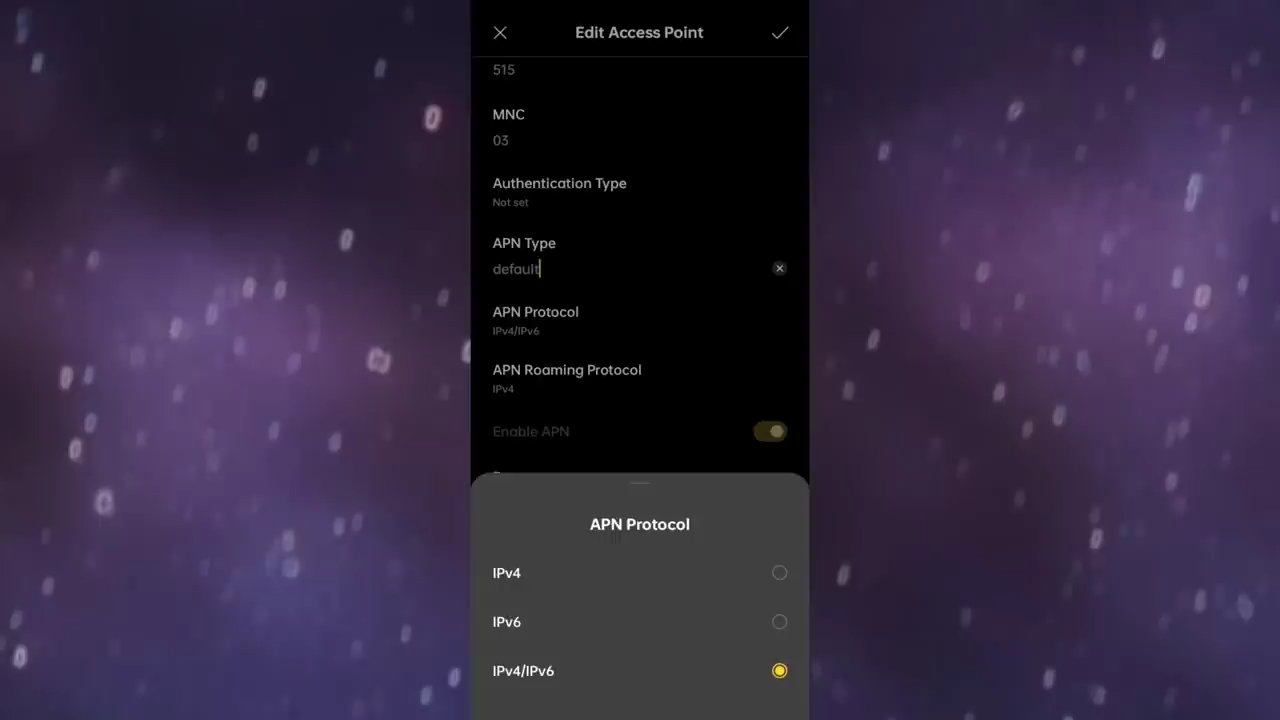 Edit Access Point
515
MNC
03
Authentication Type
Not set
APN Type
default
APN Protocol
IPv4/IPv6
APN Roaming Protocol
IPv4
Enable APN
APN Protocol
IPv4
IPv6
IPv4/IPv6